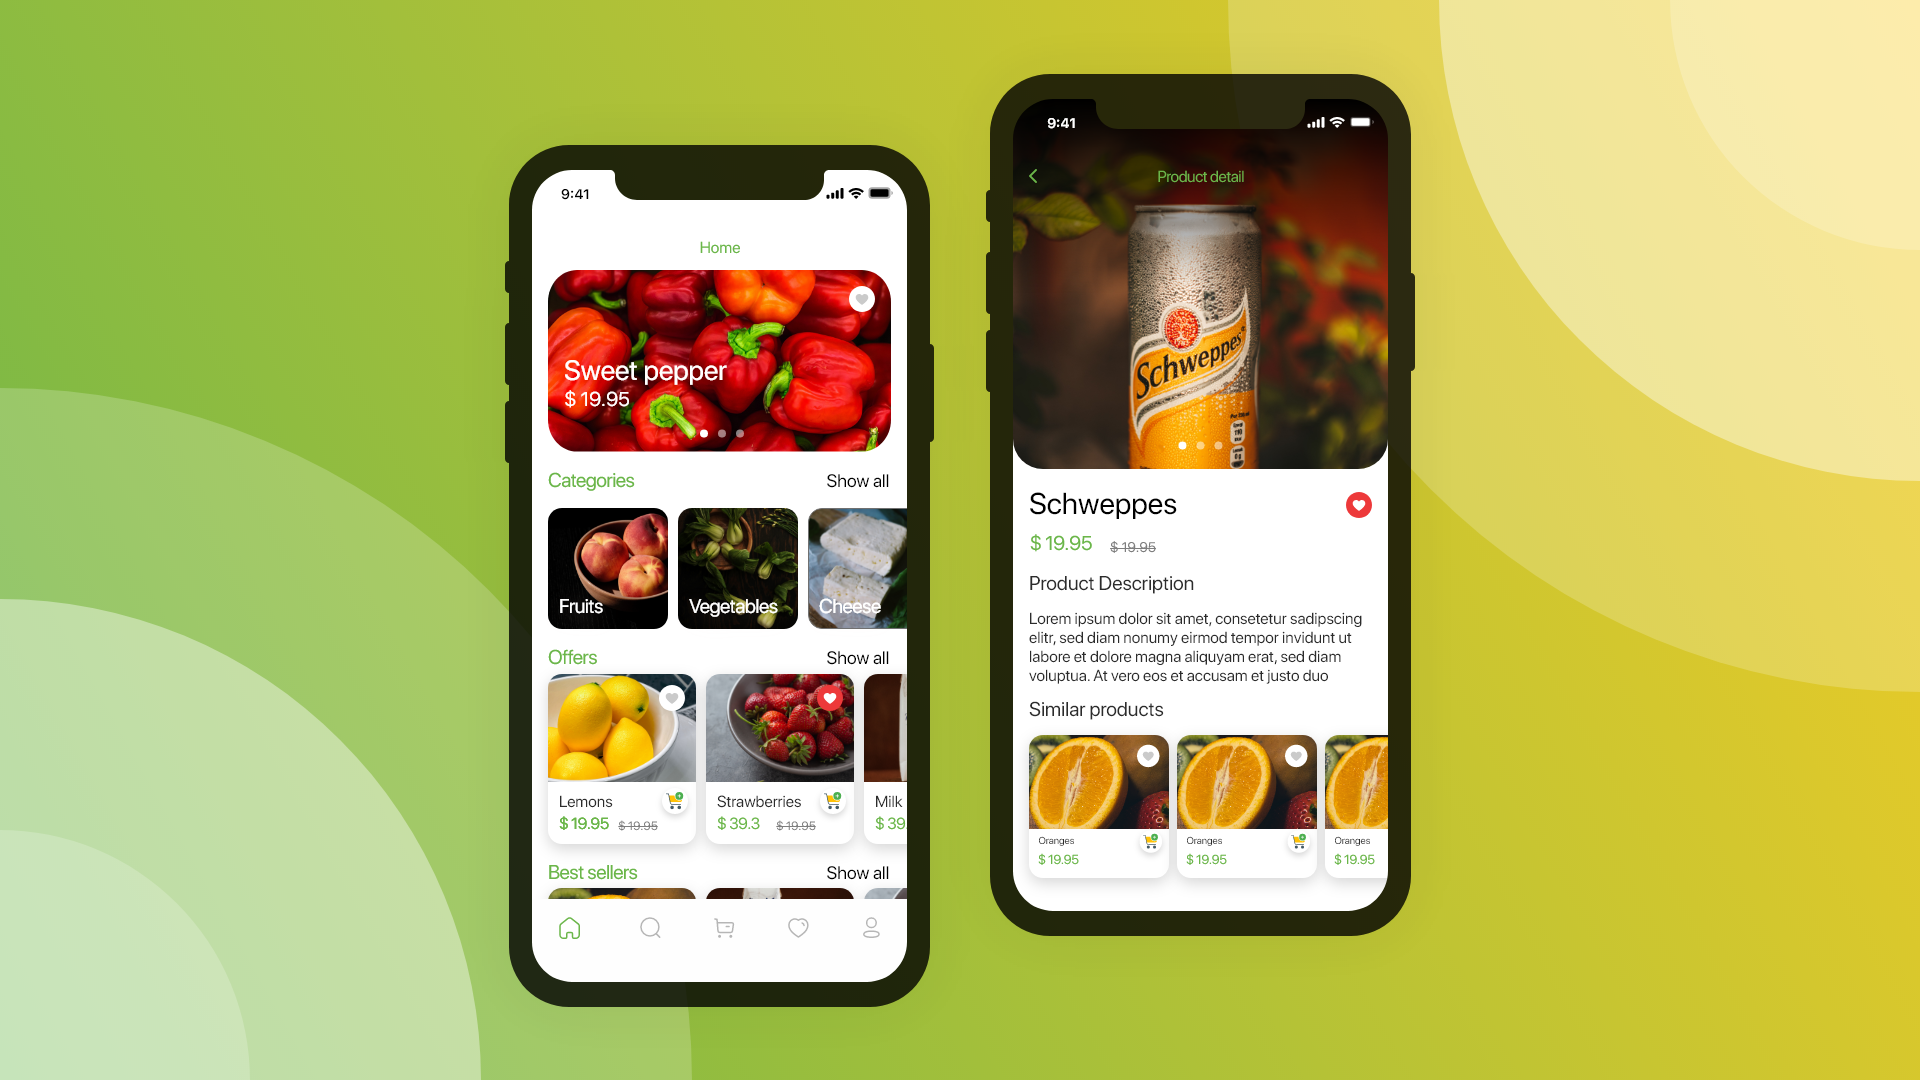 9:41
Home
Sweet pepper
$ 19.95
Categories
Show all
Fruits
Vegetables
Cheese
Offers
Show all
Lemons
$ 19.95
$ 19.95
Strawberries
$ 39.3
$ 19.95
Milk
$ 39.
Best sellers
Show all
9:41
Product detail
Schweppes
Schweppes
$ 19.95
$ 19.95
Product Description
Lorem ipsum dolor sit amet, consetetur sadipscing
elitr, sed diam nonumy eirmod tempor invidunt ut
labore et dolore magna aliquyam erat, sed diam
voluptua. At vero eos et accusam et justo duo
Similar products
Oranges
$ 19.95
Oranges
$ 19.95
Oranges
$ 19.95